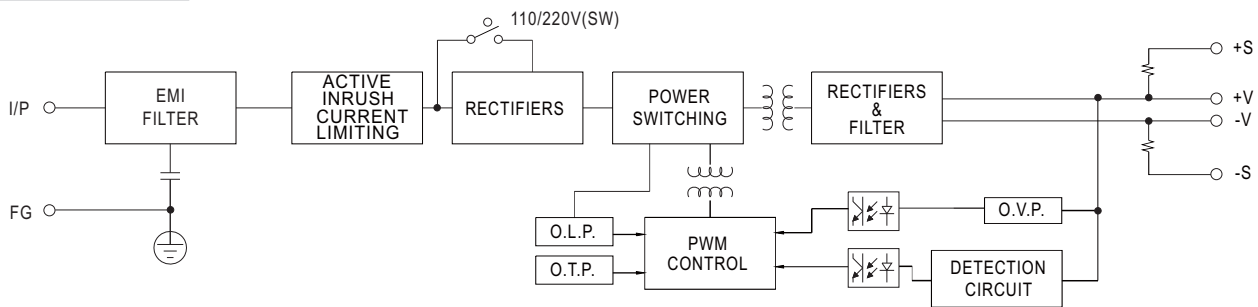 110/220V(SW)
I/P
EMI
FILTER
ACTIVE
INRUSH
CURRENT
LIMITING
RECTIFIERS
POWER
SWITCHING
RECTIFIERS
&
FILTER
+S
+V
-V
-S
FG
O.L.P.
O.T.P.
PWM
CONTROL
O.V.P.
DETECTION
CIRCUIT